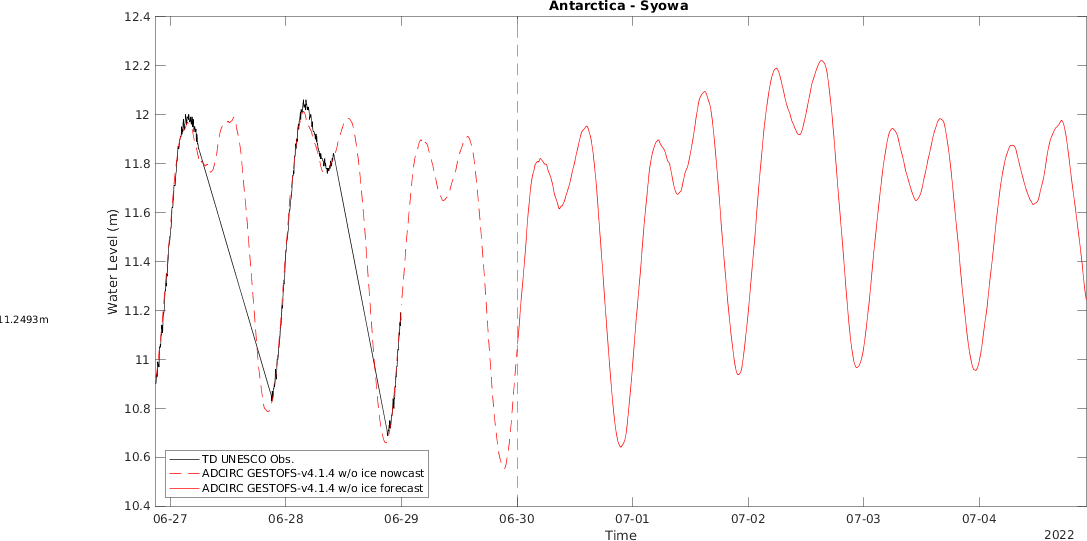 Antarctica - Syowa
12.4
12.2
12
11.8
11.6
11.4
11.2
11
10.8
10.6
10.4
Water Level (m)
11.2493m
TD UNESCO Obs.
ADCIRC GESTOFS-v4.1.4 w/o ice nowcast
ADCIRC GESTOFS-v4.1.4 w/o ice forecast
06-27 06-28 06-29 06-30 07-01 07-02 07-03 07-04
Time
2022